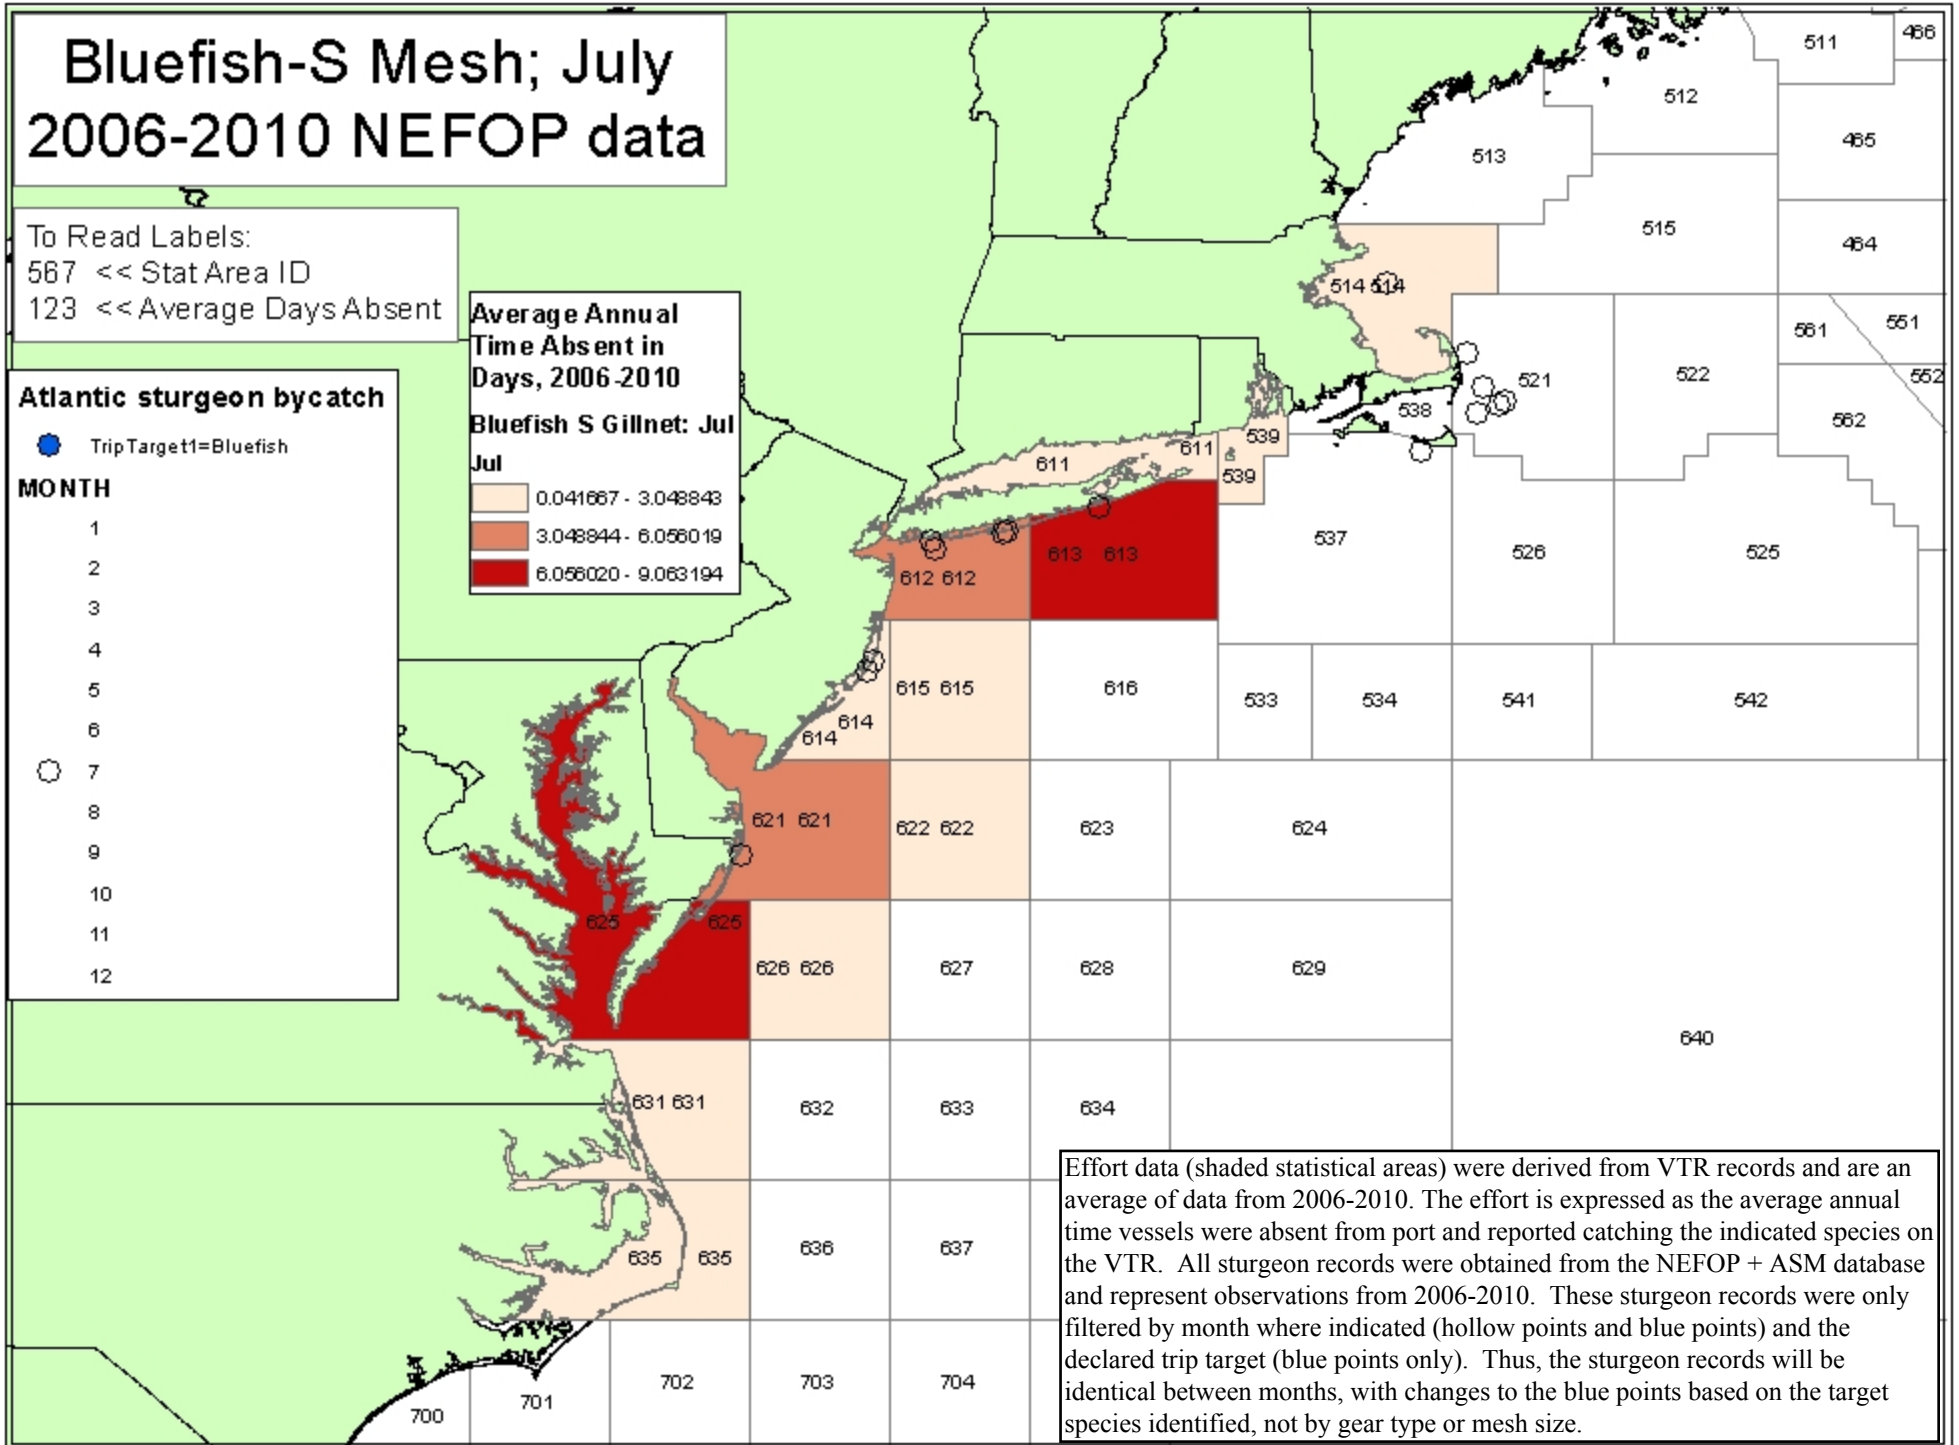 Bluefish-S Mesh; July
2006-2010 NEFOP data
To Read Labels:
567 << Stat Area ID
123 << Average Days Absent
Average Annual
Time Absent in
Days, 2006-2010
Bluefish S Gillnet: Jul
Jul
0.041667 - 3.048843
3.048844 - 6.056019
6.056020 - 9.063194
Atlantic sturgeon bycatch
TripTarget1=Bluefish
MONTH
1
2
3
4
5
6
7
8
9
10
11
12
511
466
512
465
513
515
464
514 514
561
551
521
522
552
538
562
539
611
611
539
537
526
525
613 613
612 612
615 615
616
533
534
541
542
614
614
621 621
622 622
623
624
625
625
626 626
627
628
629
640
631 631
632
633
634
635
635
636
637
700
701
702
703
704
Effort data (shaded statistical areas) were derived from VTR records and are an
average of data from 2006-2010. The effort is expressed as the average annual
time vessels were absent from port and reported catching the indicated species on
the VTR. All sturgeon records were obtained from the NEFOP + ASM database
and represent observations from 2006-2010. These sturgeon records were only
filtered by month where indicated (hollow points and blue points) and the
declared trip target (blue points only). Thus, the sturgeon records will be
identical between months, with changes to the blue points based on the target
species identified, not by gear type or mesh size.